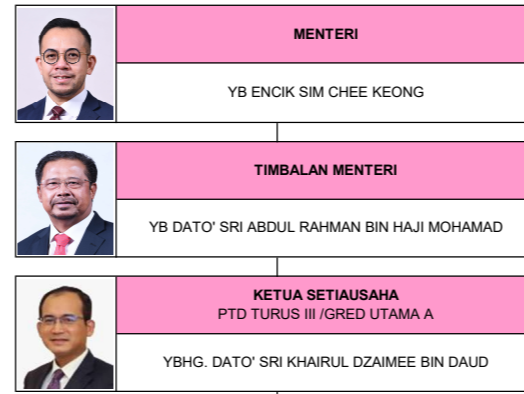 MENTERI
YB ENCIK SIM CHEE KEONG
TIMBALAN MENTERI
YB DATO' SRI ABDUL RAHMAN BIN HAJI MOHAMAD
KETUA SETIAUSAHA
PTD TURUS III /GRED UTAMA A
YBHG. DATO' SRI KHAIRUL DZAIMEE BIN DAUD